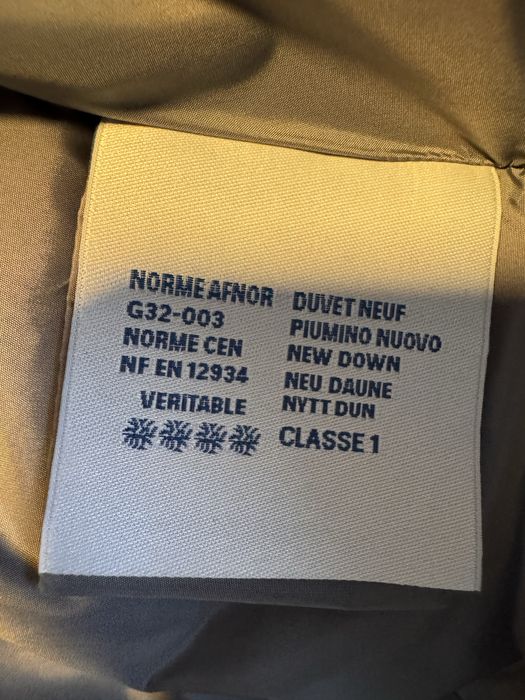 NORME AFNOR
G32-003
NORME CEN
NF EN 12934
VERITABLE
DUVET NEUF
PIUMINO NUOVO
NEW DOWN
NEU DAUNE
NYTT DUN
CLASSE 1